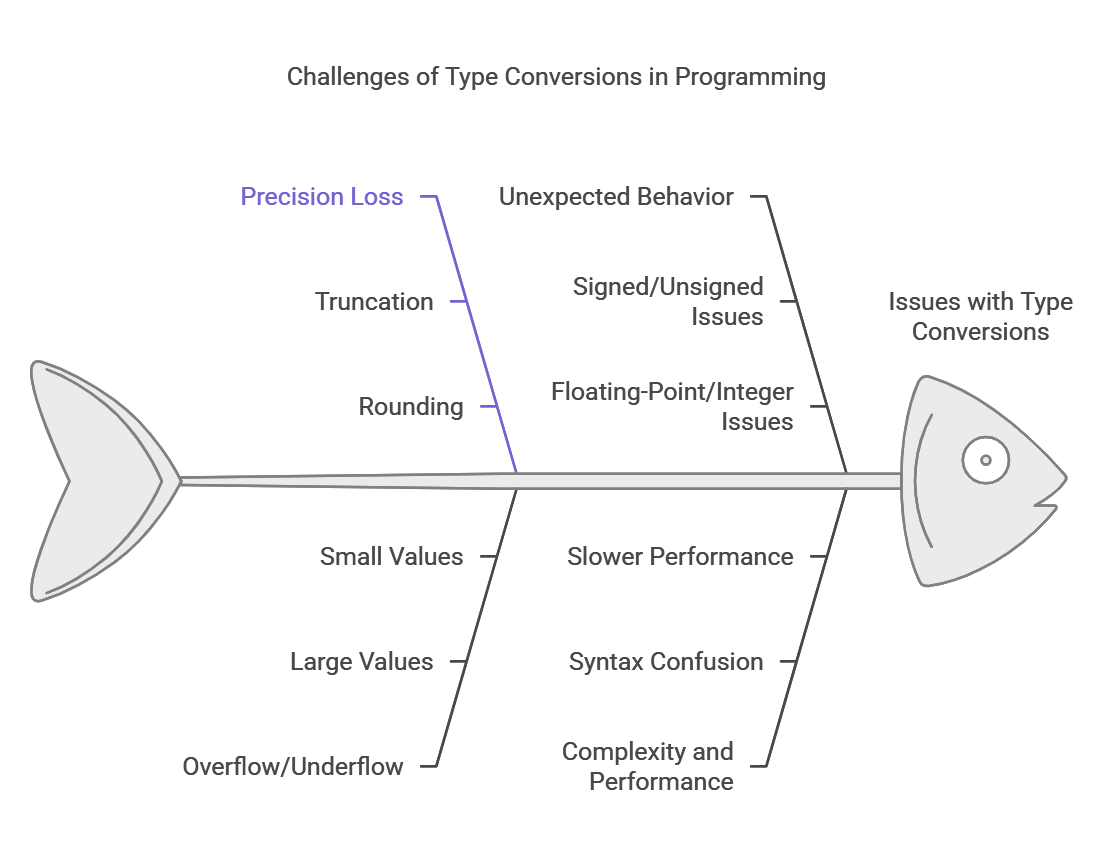 Challenges of Type Conversions in Programming
Precision Loss
Unexpected Behavior
Truncation
Signed/Unsigned
Issues
Issues with Type
Conversions
Rounding
Floating-Point/Integer
Issues
Small Values
Slower Performance
Large Values
Syntax Confusion
Overflow/Underflow
Complexity and
Performance